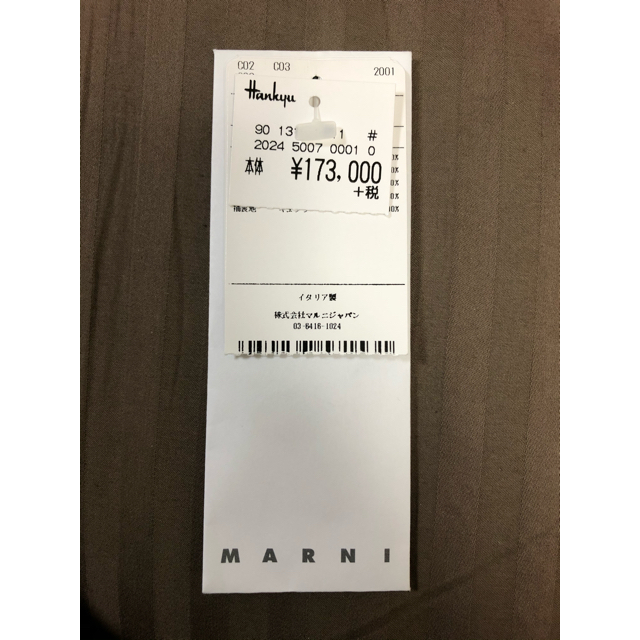 C02 C03 2001
Hankyu
90 13 1 #
2024 5007 0001 0
本体 ¥173,000
+税
イタリア製
株式会社マルニジャパン
03-6416-1024
MARNI